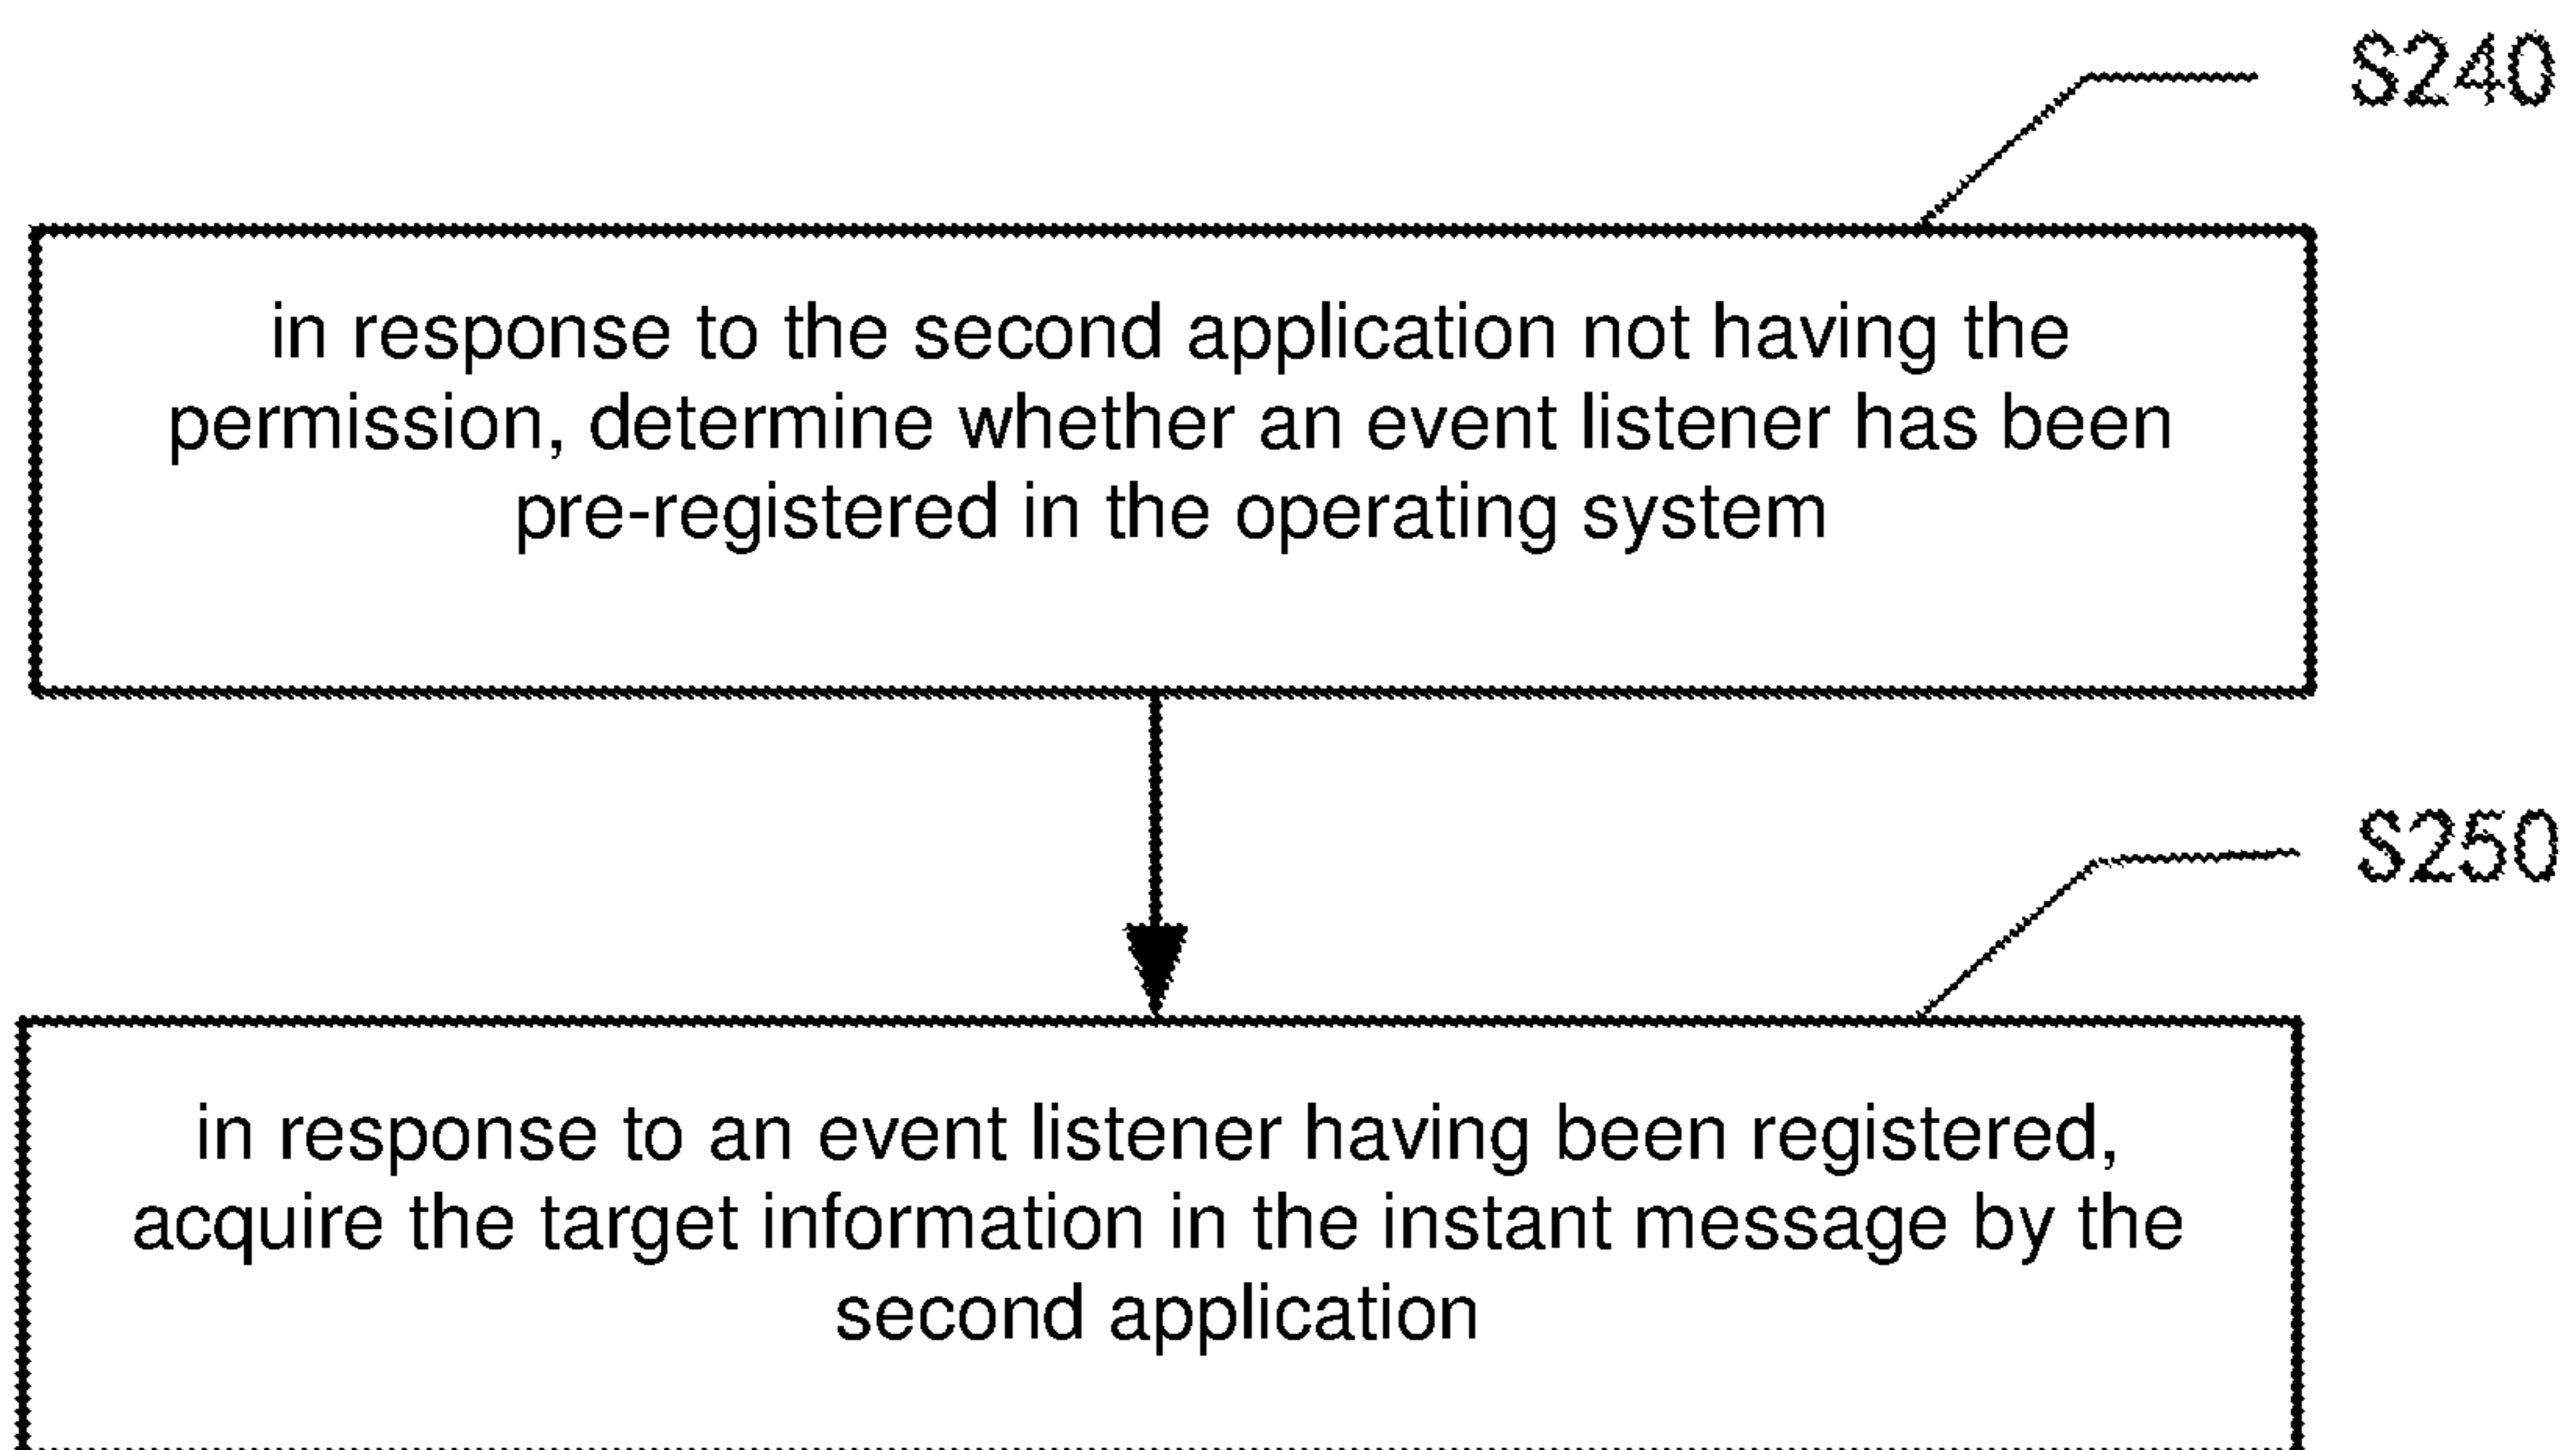 S240
in response to the second application not having the
permission, determine whether an event listener has been
pre-registered in the operating system
S250
in response to an event listener having been registered,
acquire the target information in the instant message by the
second application